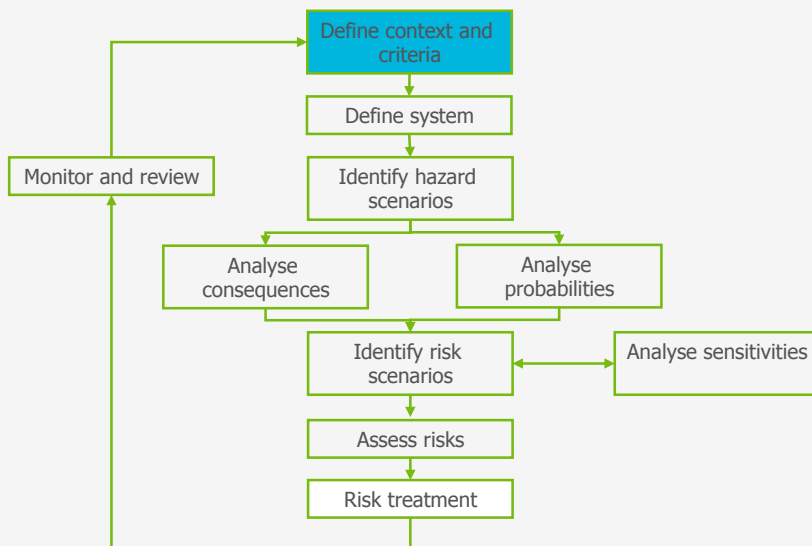 Define context and
criteria
Define system
Monitor and review
Identify hazard
scenarios
Analyse
consequences
Analyse
probabilities
Identify risk
scenarios
Analyse sensitivities
Assess risks
Risk treatment